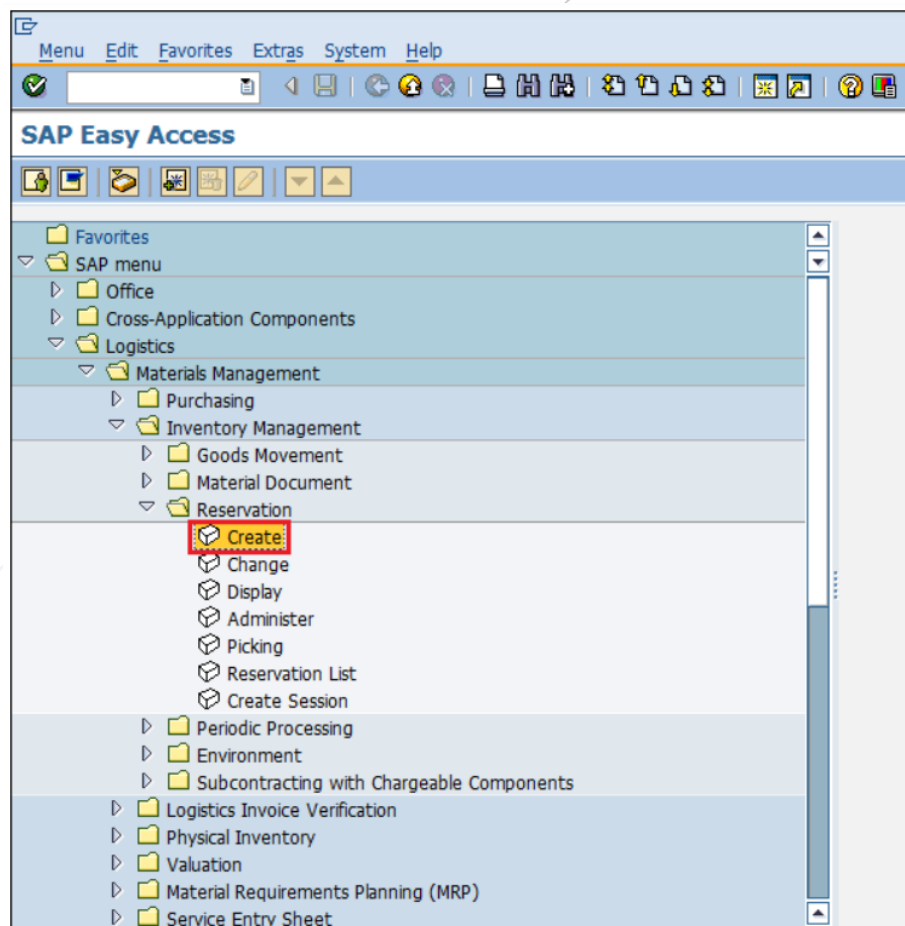 Menu Edit Favorites Extras System Help
SAP Easy Access
Favorites
SAP menu
Office
Cross-Application Components
Logistics
Materials Management
Purchasing
Inventory Management
Goods Movement
Material Document
Reservation
Create
Change
Display
Administer
Picking
Reservation List
Create Session
Periodic Processing
Environment
Subcontracting with Chargeable Components
Logistics Invoice Verification
Physical Inventory
Valuation
Material Requirements Planning (MRP)
Service Entry Sheet